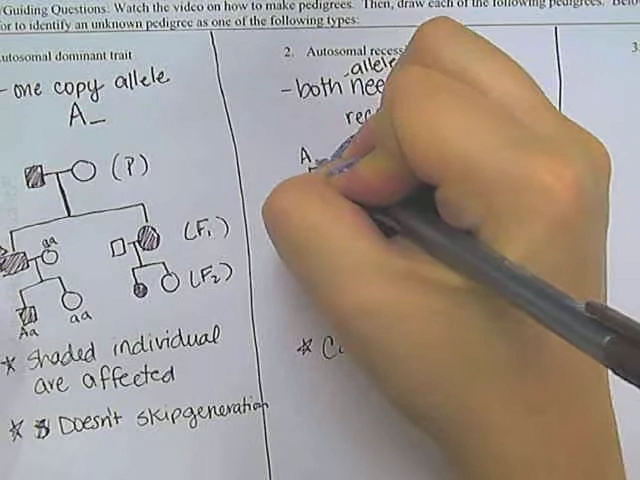 /Guiding Questions: Watch the video on how to make pedigrees. Then, draw each of the following pedigrees.
or to identify an unknown pedigree as one of the following types:
utosomal dominant trait
2. Autosomal recess
3
- one copy allele
A_
- both nee
allele
rec
A
(P)
(F₁)
aa
(F₂)
Aa
aa
* Shaded individual
are affected
* Doesn't skip generation
* C